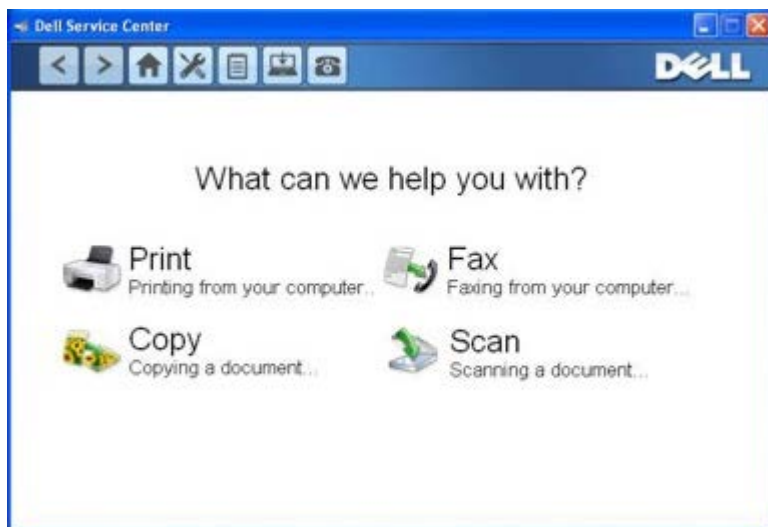 Dell Service Center
DELL
What can we help you with?
Print
Printing from your computer..
Fax
Faxing from your computer...
Copy
Copying a document...
Scan
Scanning a document...